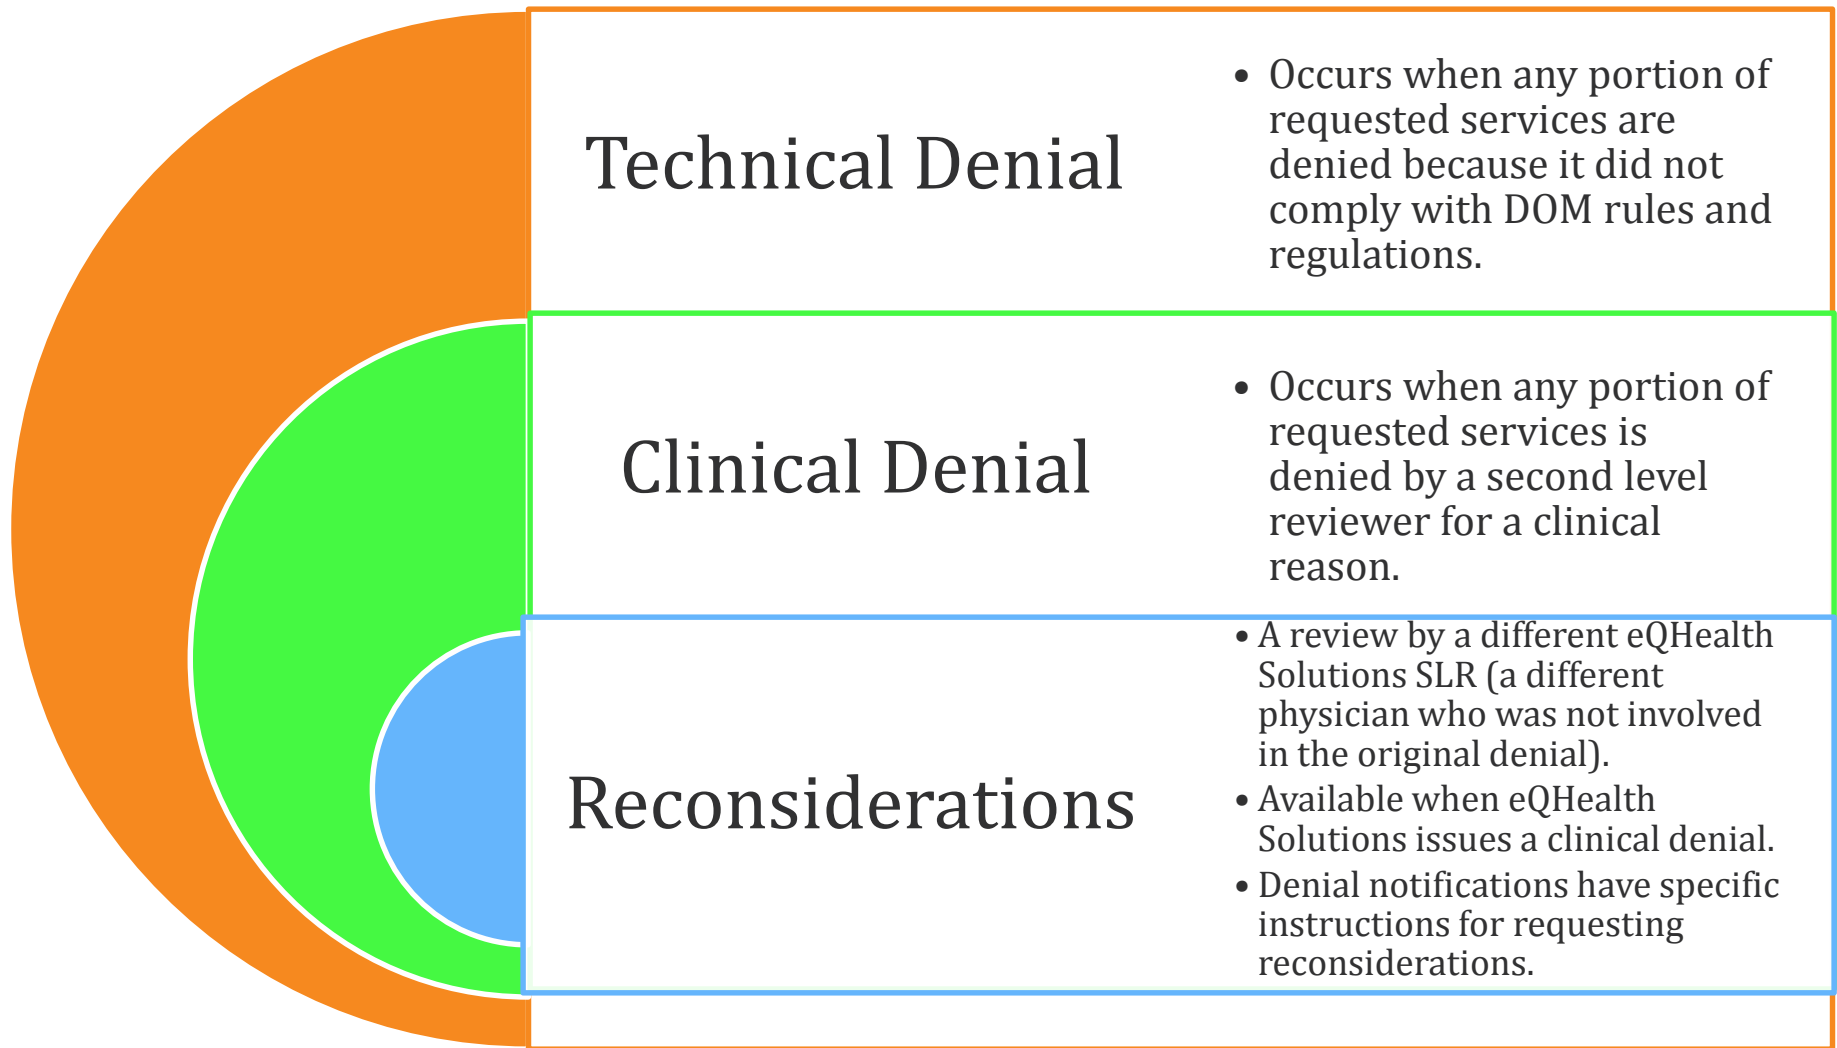 Technical Denial
• Occurs when any portion of
requested services are
denied because it did not
comply with DOM rules and
regulations.
Clinical Denial
• Occurs when any portion of
requested services is
denied by a second level
reviewer for a clinical
reason.
Reconsiderations
• A review by a different eQHealth
Solutions SLR (a different
physician who was not involved
in the original denial).
• Available when eQHealth
Solutions issues a clinical denial.
• Denial notifications have specific
instructions for requesting
reconsiderations.